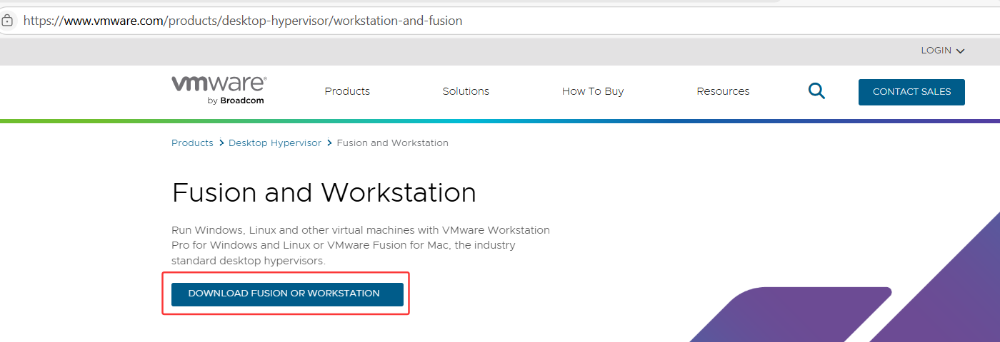 https://www.vmware.com/products/desktop-hypervisor/workstation-and-fusion
LOGIN
vmware®
by Broadcom
Products
Solutions
How To Buy
Resources
CONTACT SALES
Products > Desktop Hypervisor > Fusion and Workstation
Fusion and Workstation
Run Windows, Linux and other virtual machines with VMware Workstation
Pro for Windows and Linux or VMware Fusion for Mac, the industry
standard desktop hypervisors.
DOWNLOAD FUSION OR WORKSTATION